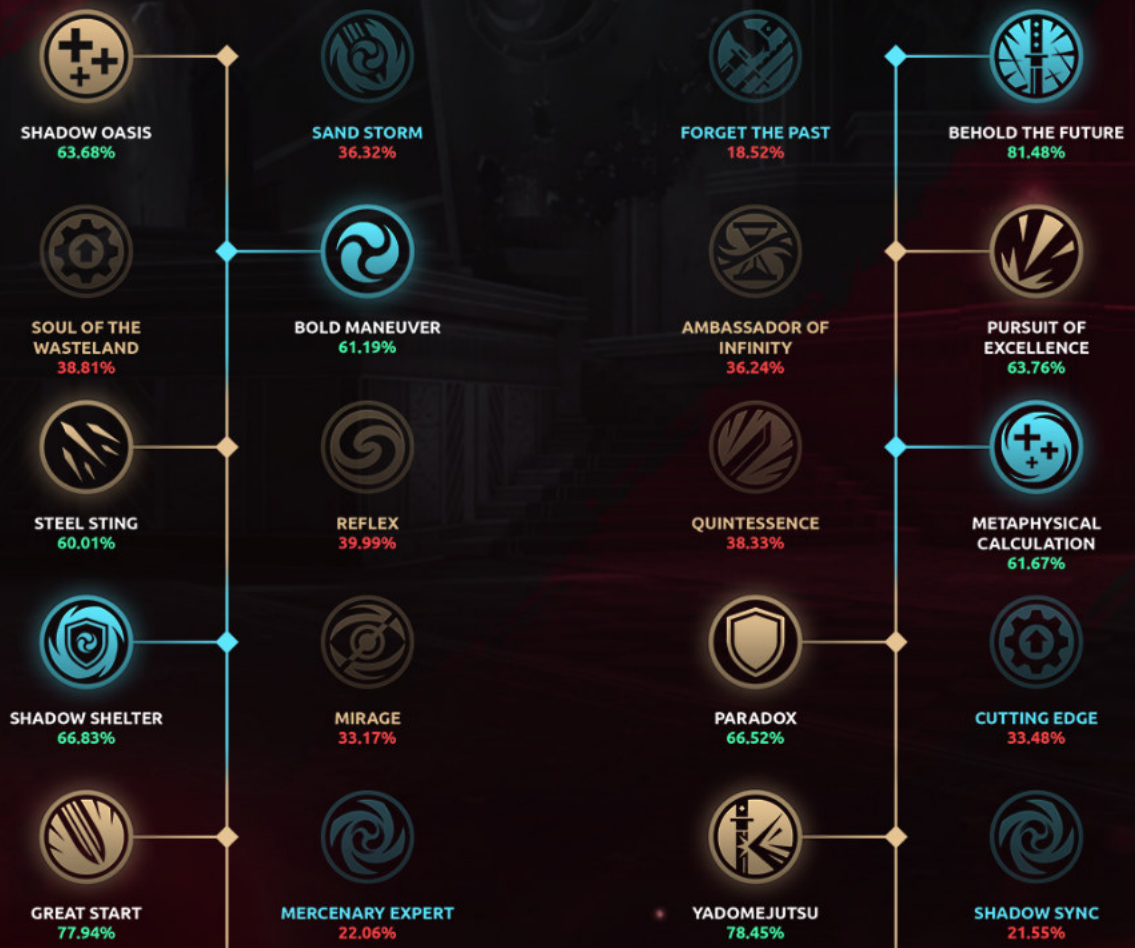 SHADOW OASIS
63.68%
SAND STORM
36.32%
FORGET THE PAST
18.52%
BEHOLD THE FUTURE
81.48%
SOUL OF THE
WASTELAND
38.81%
BOLD MANEUVER
61.19%
AMBASSADOR OF
INFINITY
36.24%
PURSUIT OF
EXCELLENCE
63.76%
STEEL STING
60.01%
REFLEX
39.99%
QUINTESSENCE
38.33%
METAPHYSICAL
CALCULATION
61.67%
SHADOW SHELTER
66.83%
MIRAGE
33.17%
PARADOX
66.52%
CUTTING EDGE
33.48%
GREAT START
77.94%
MERCENARY EXPERT
22.06%
YADOMEJUTSU
78.45%
SHADOW SYNC
21.55%